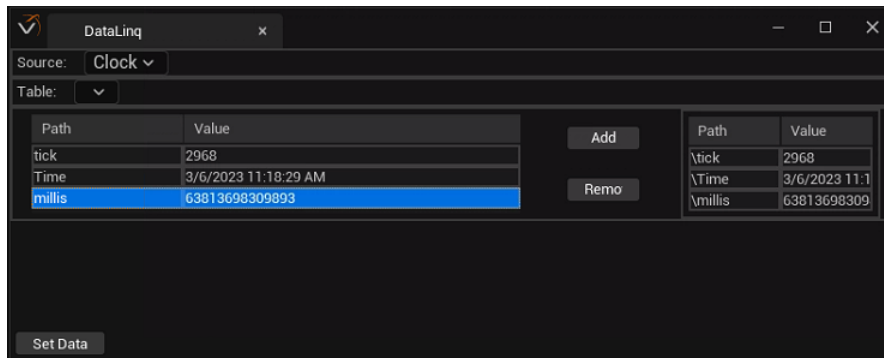 DataLinq ×
Source: Clock
Table:
Path Value
tick 2968
Time 3/6/2023 11:18:29 AM
millis 63813698309893
Add
Remo
Path Value
\tick 2968
\Time 3/6/2023 11:1
\millis 63813698309
Set Data